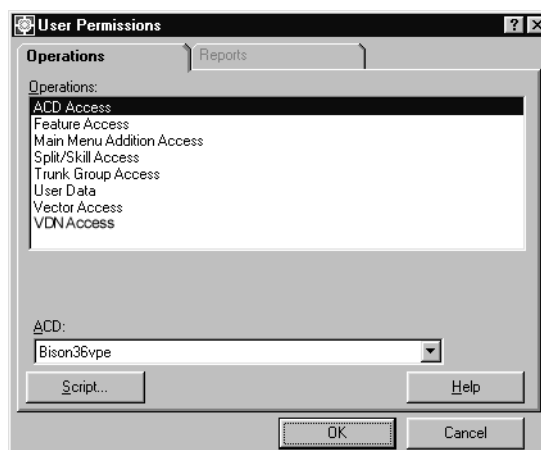 User Permissions
Operations
Reports
Operations:
ACD Access
Feature Access
Main Menu Addition Access
Split/Skill Access
Trunk Group Access
User Data
Vector Access
VDN Access
ACD:
Bison36vpe
Script...
Help
OK
Cancel